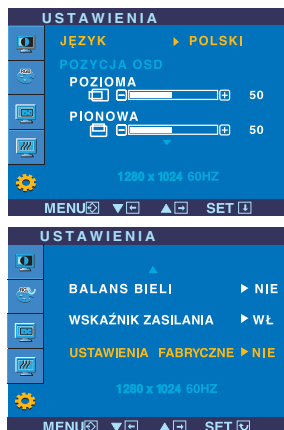 USTAWIENIA
JĘZYK POLSKI
POZYCJA OSD
POZIOMA
50
PIONOWA
50
1280 x 1024 60HZ
MENU SET
USTAWIENIA
BALANS BIELI NIE
WSKAŹNIK ZASILANIA WŁ
USTAWIENIA FABRYCZNE NIE
1280 x 1024 60HZ
MENU SET